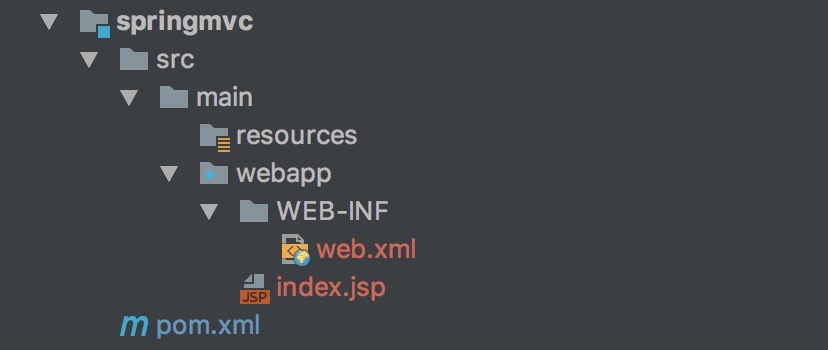 springmvc
src
main
resources
webapp
WEB-INF
web.xml
JSP index.jsp
m pom.xml